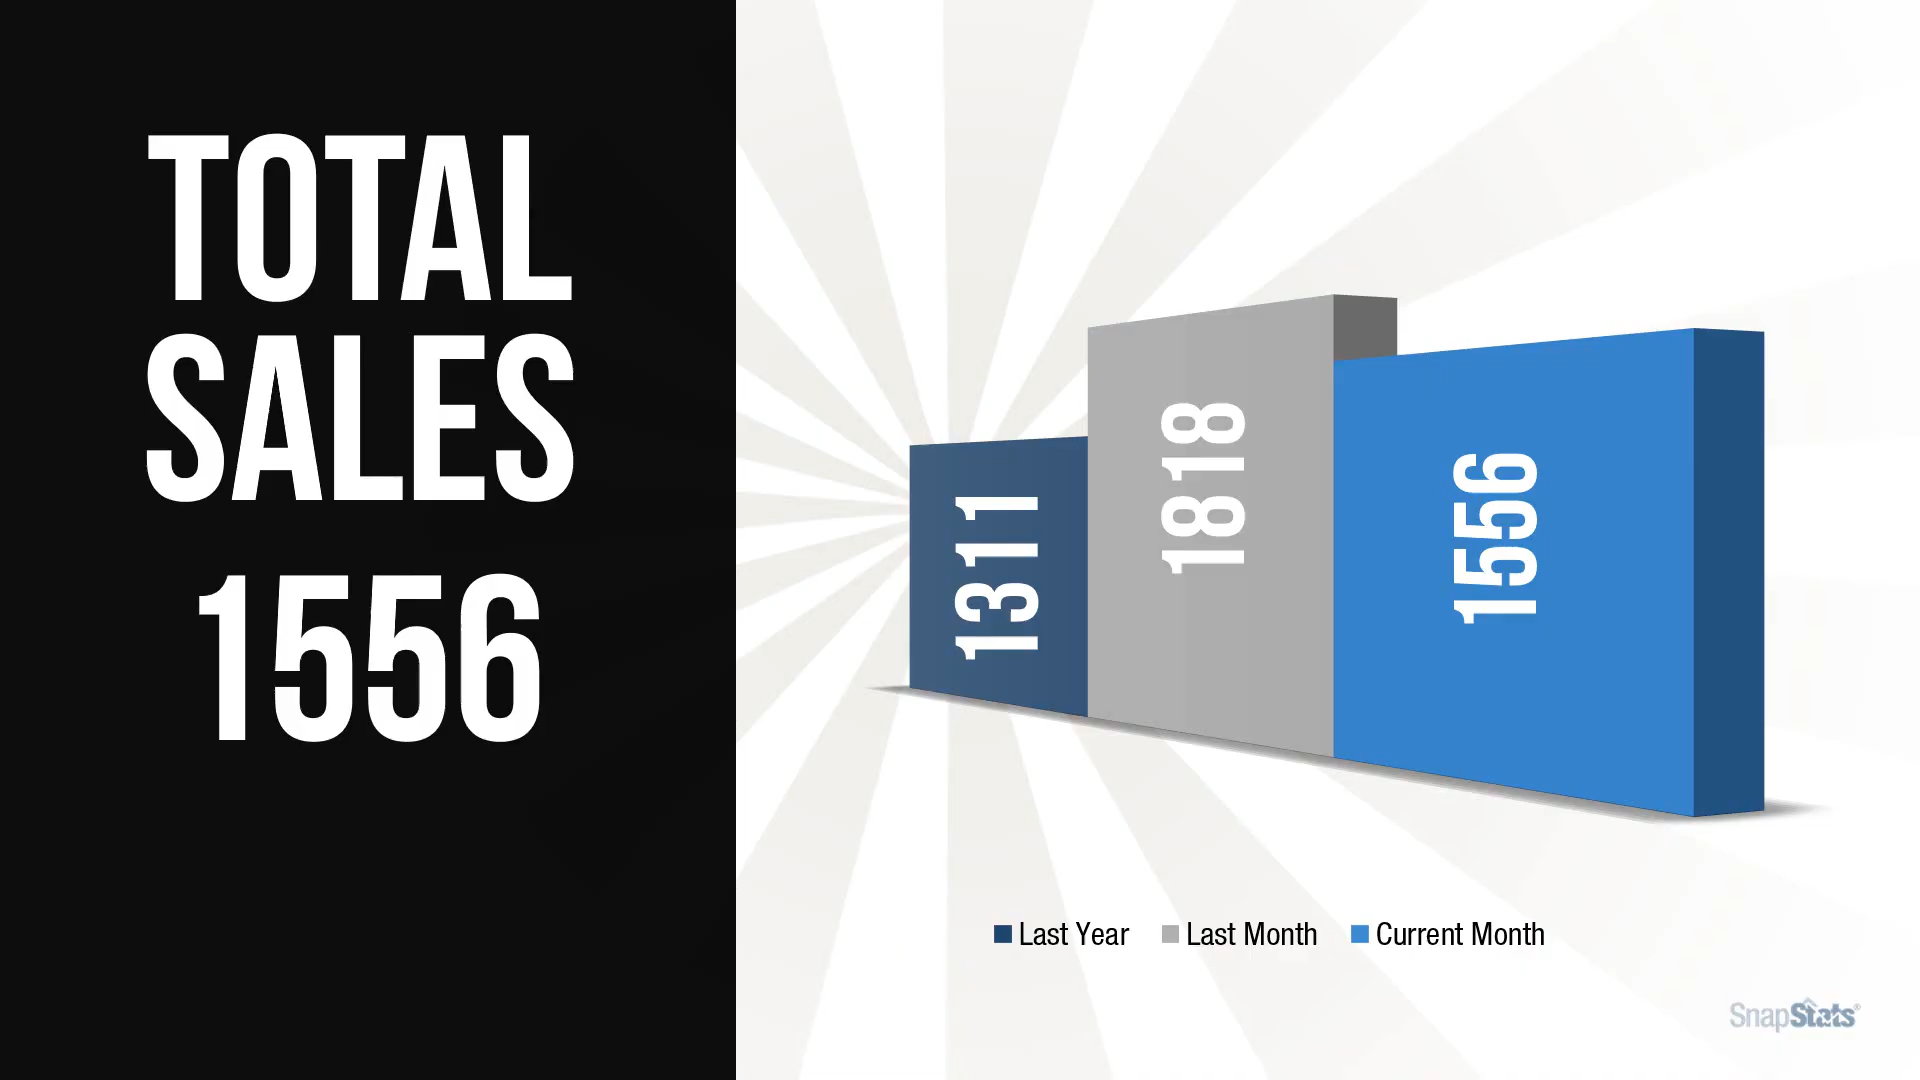 TOTAL
SALES
1556
1311
1818
1556
Last Year Last Month Current Month
SnapStats®